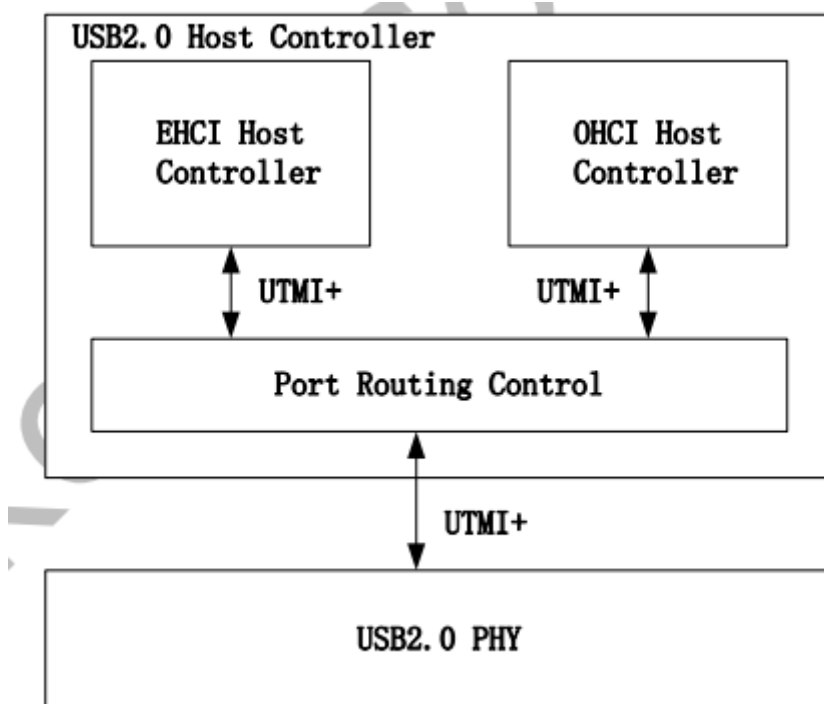 USB2.0 Host Controller
EHCI Host
Controller
OHCI Host
Controller
UTMI+
UTMI+
Port Routing Control
UTMI+
USB2.0 PHY